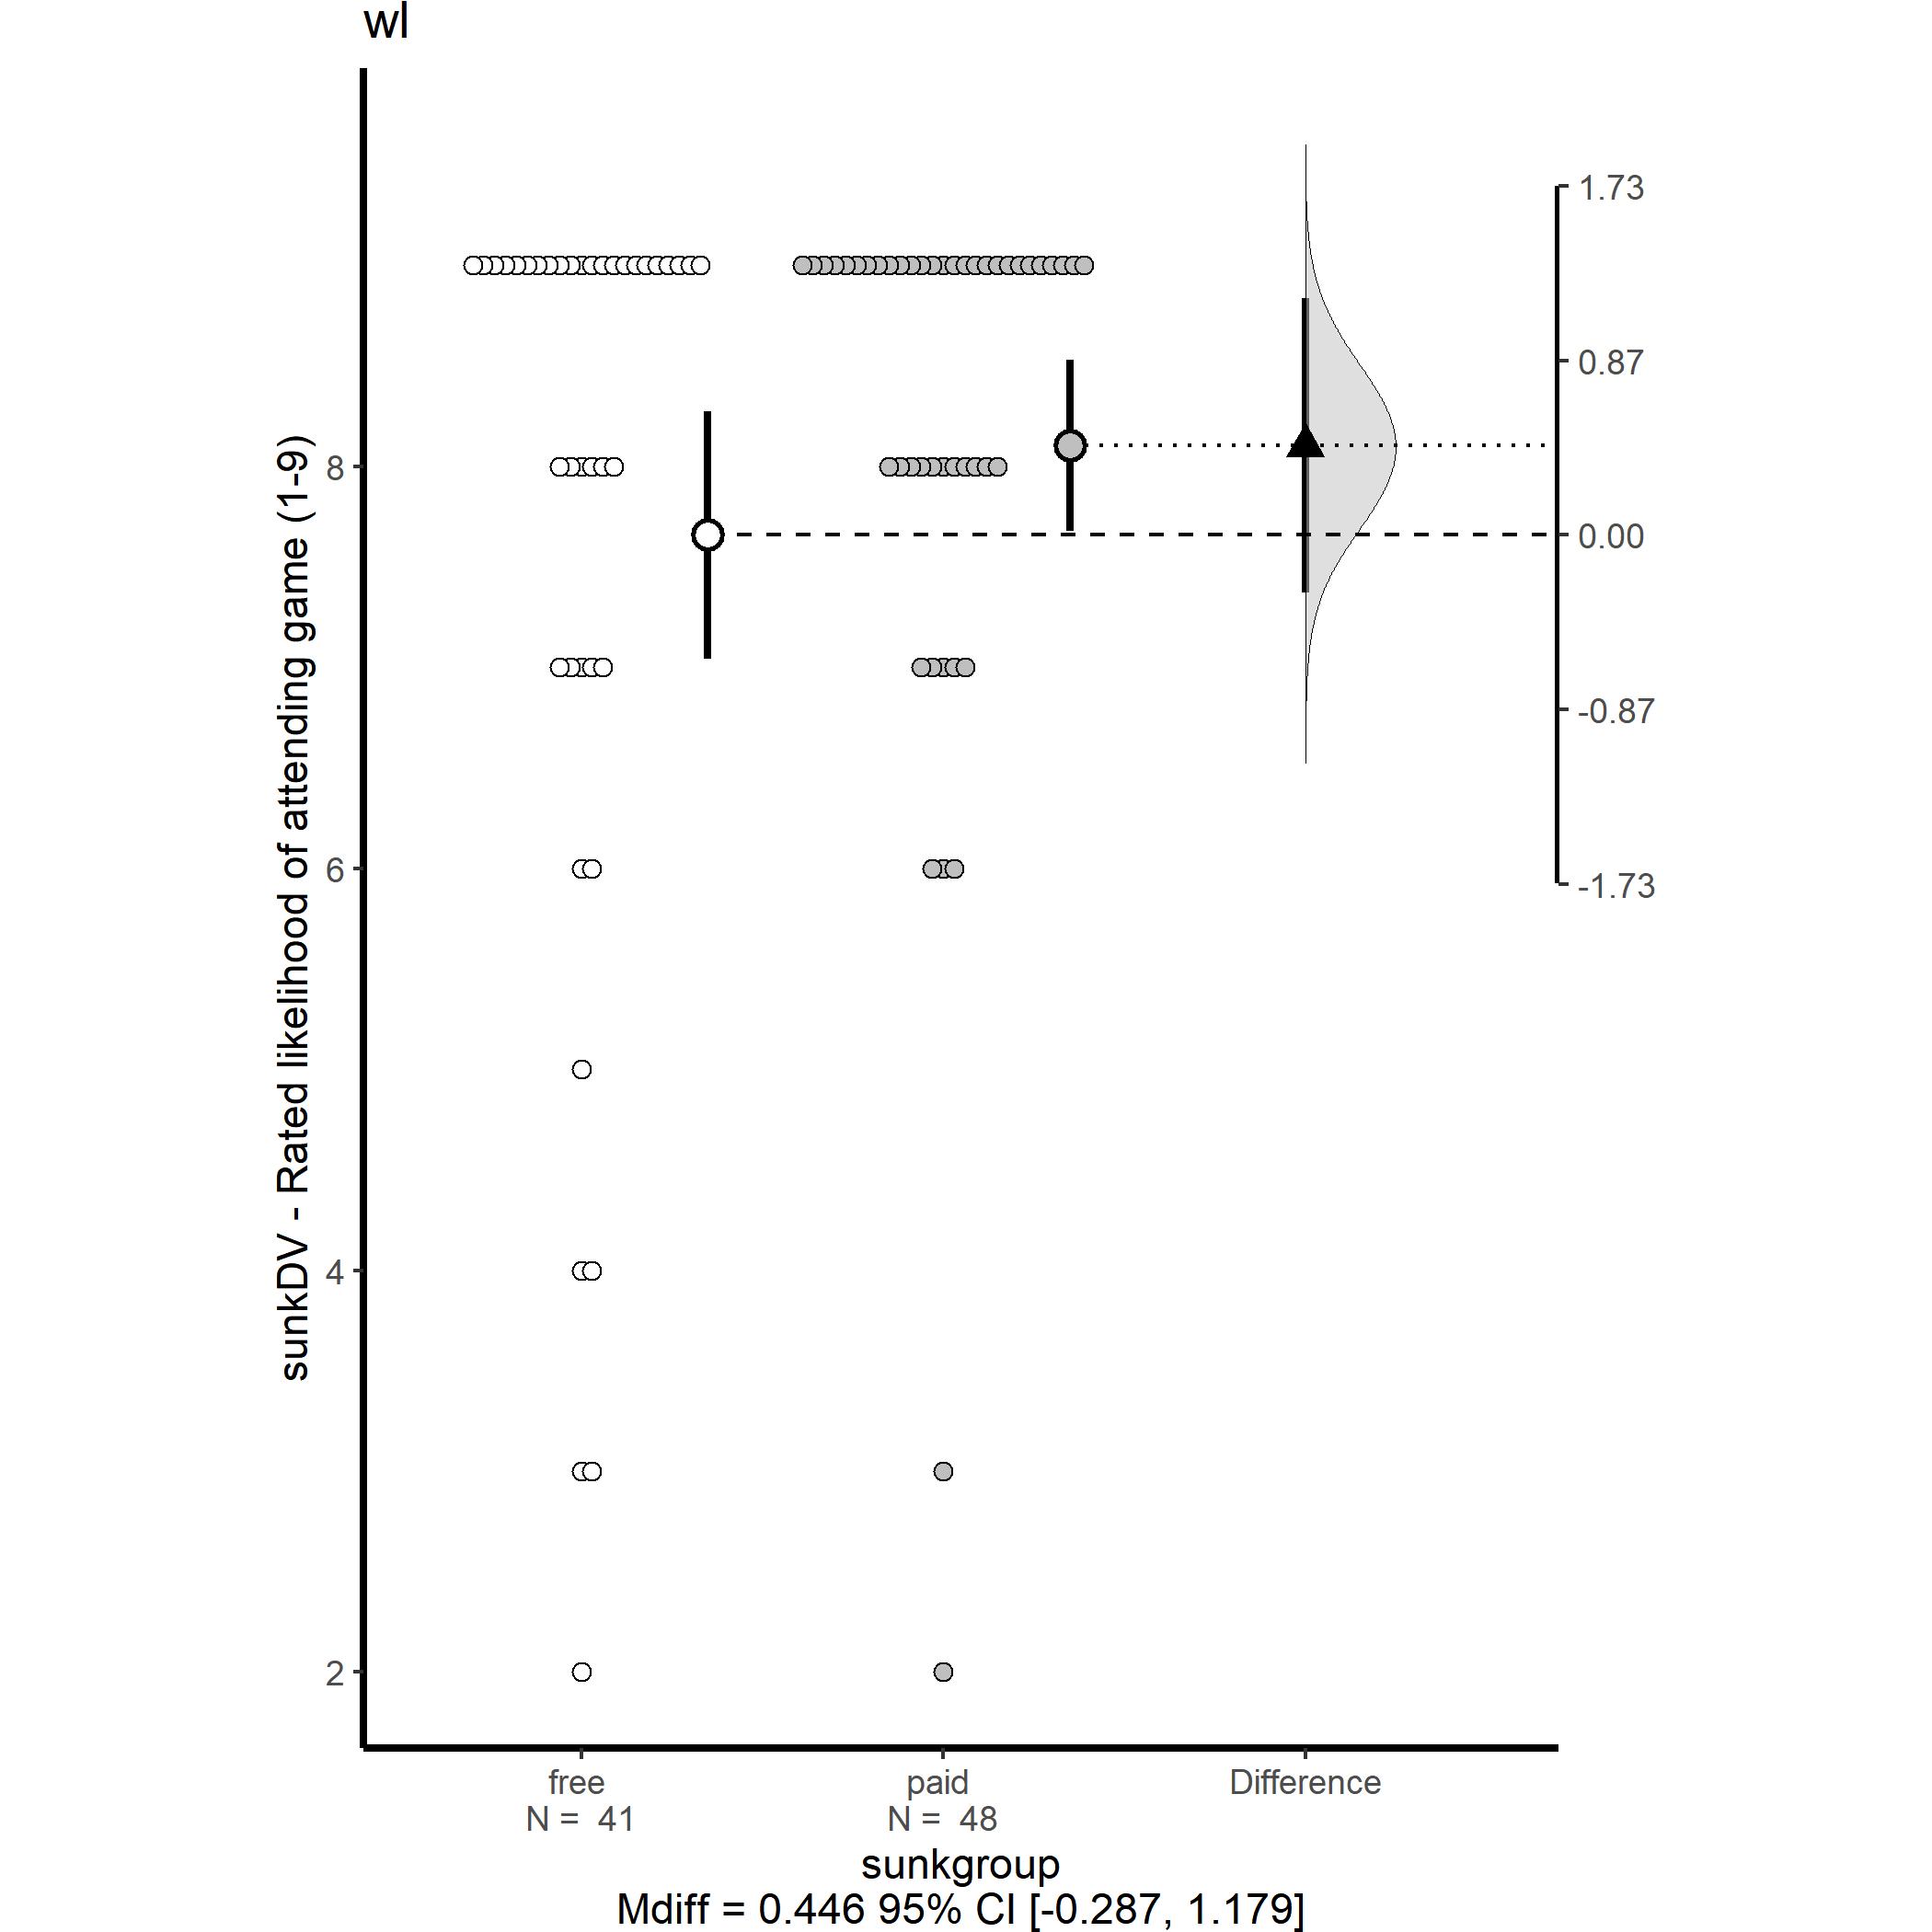 wl
sunkDV - Rated likelihood of attending game (1-9)
8
6
4
2
1.73
0.87
0.00
-0.87
-1.73
free
N =  41
paid
N =  48
Difference
sunkgroup
Mdiff = 0.446 95% CI [-0.287, 1.179]